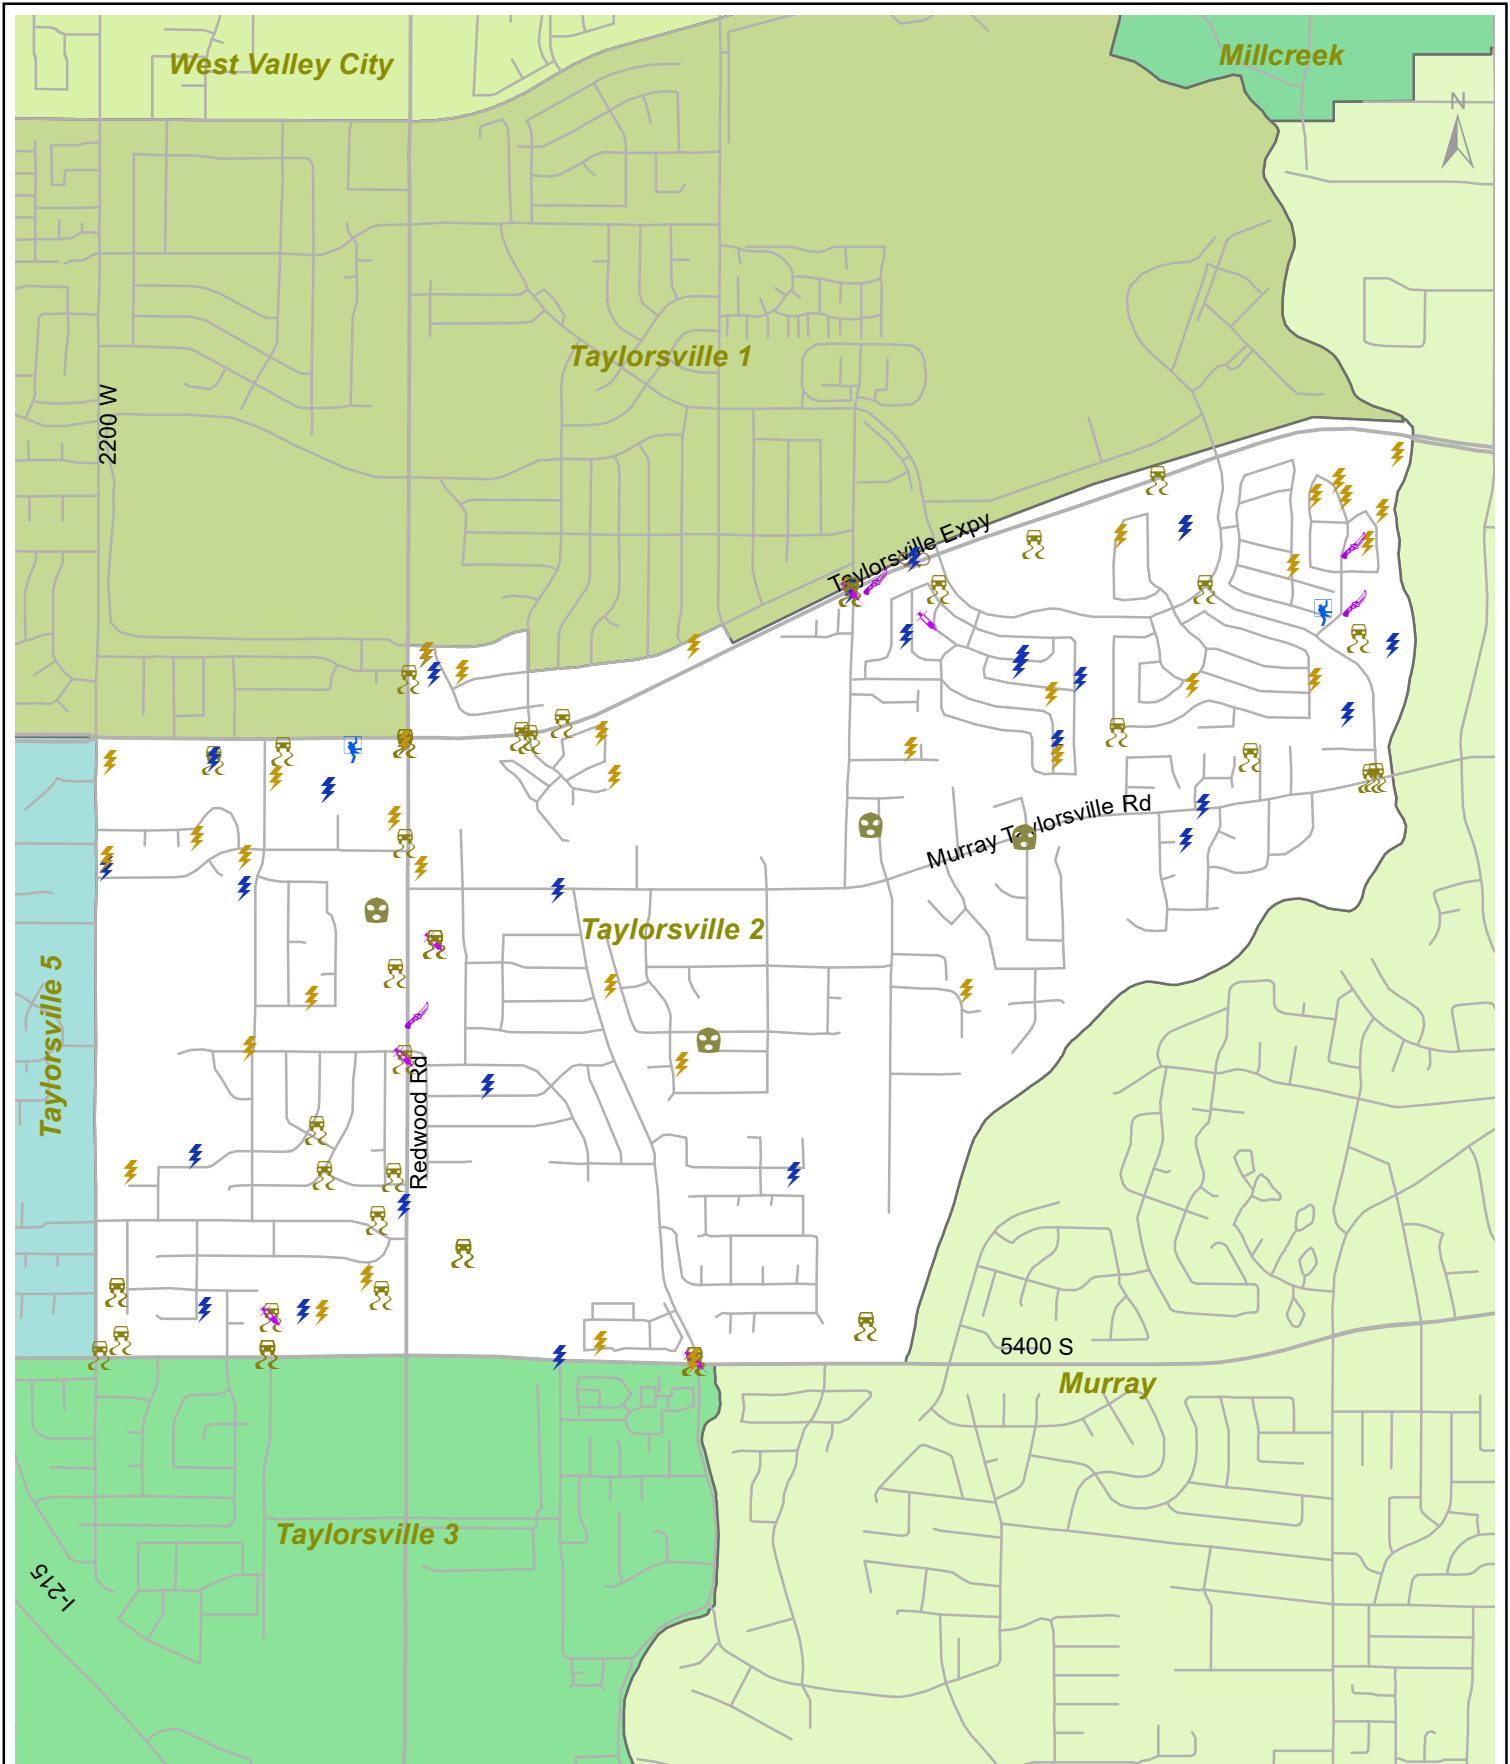 West Valley City
Millcreek
N
Taylorsville 1
2200 W
Taylorsville Expy
Murray Taylorsville Rd
Taylorsville 2
Taylorsville 5
Redwood Rd
5400 S
Murray
Taylorsville 3
I-215